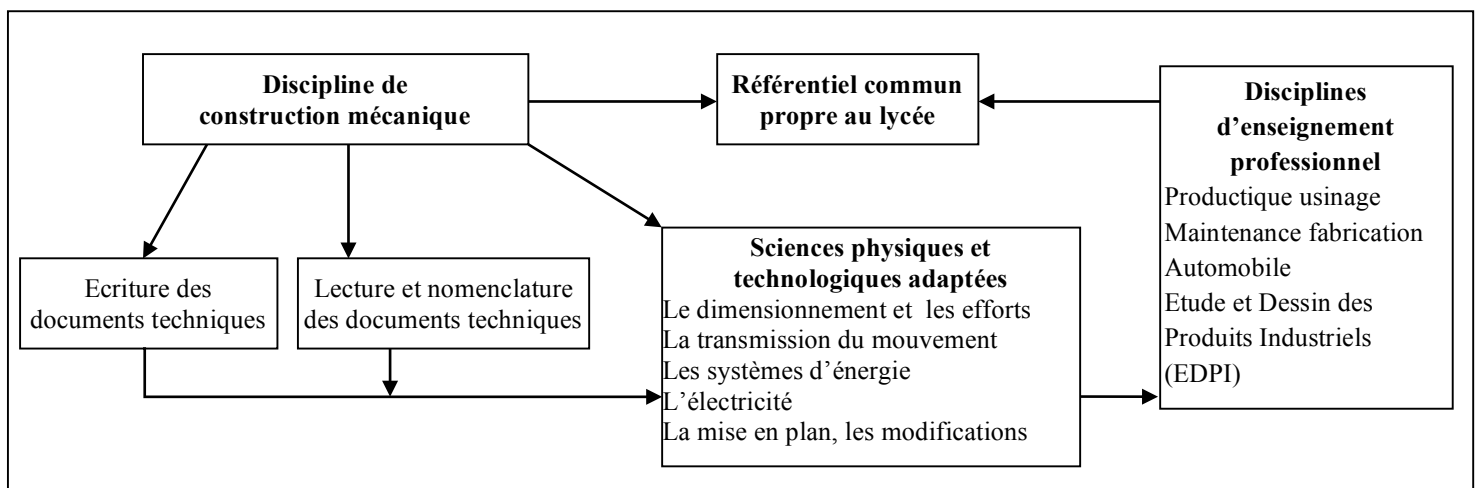 Discipline de
construction mécanique
Référentiel commun
propre au lycée
Disciplines
d’enseignement
professionnel
Productique usinage
Maintenance fabrication
Automobile
Etude et Dessin des
Produits Industriels
(EDPI)
Ecriture des
documents techniques
Lecture et nomenclature
des documents techniques
Sciences physiques et
technologiques adaptées
Le dimensionnement et les efforts
La transmission du mouvement
Les systèmes d’énergie
L’électricité
La mise en plan, les modifications